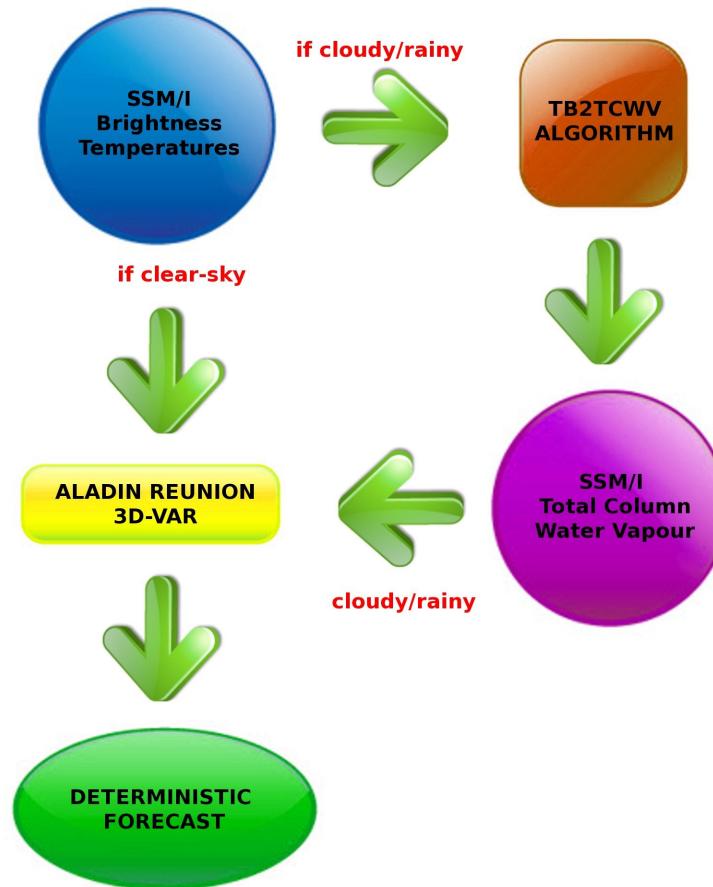 if cloudy/rainy
SSM/I
Brightness
Temperatures
TB2TCWV
ALGORITHM
if clear-sky
SSM/I
Total Column
Water Vapour
ALADIN REUNION
3D-VAR
cloudy/rainy
DETERMINISTIC
FORECAST